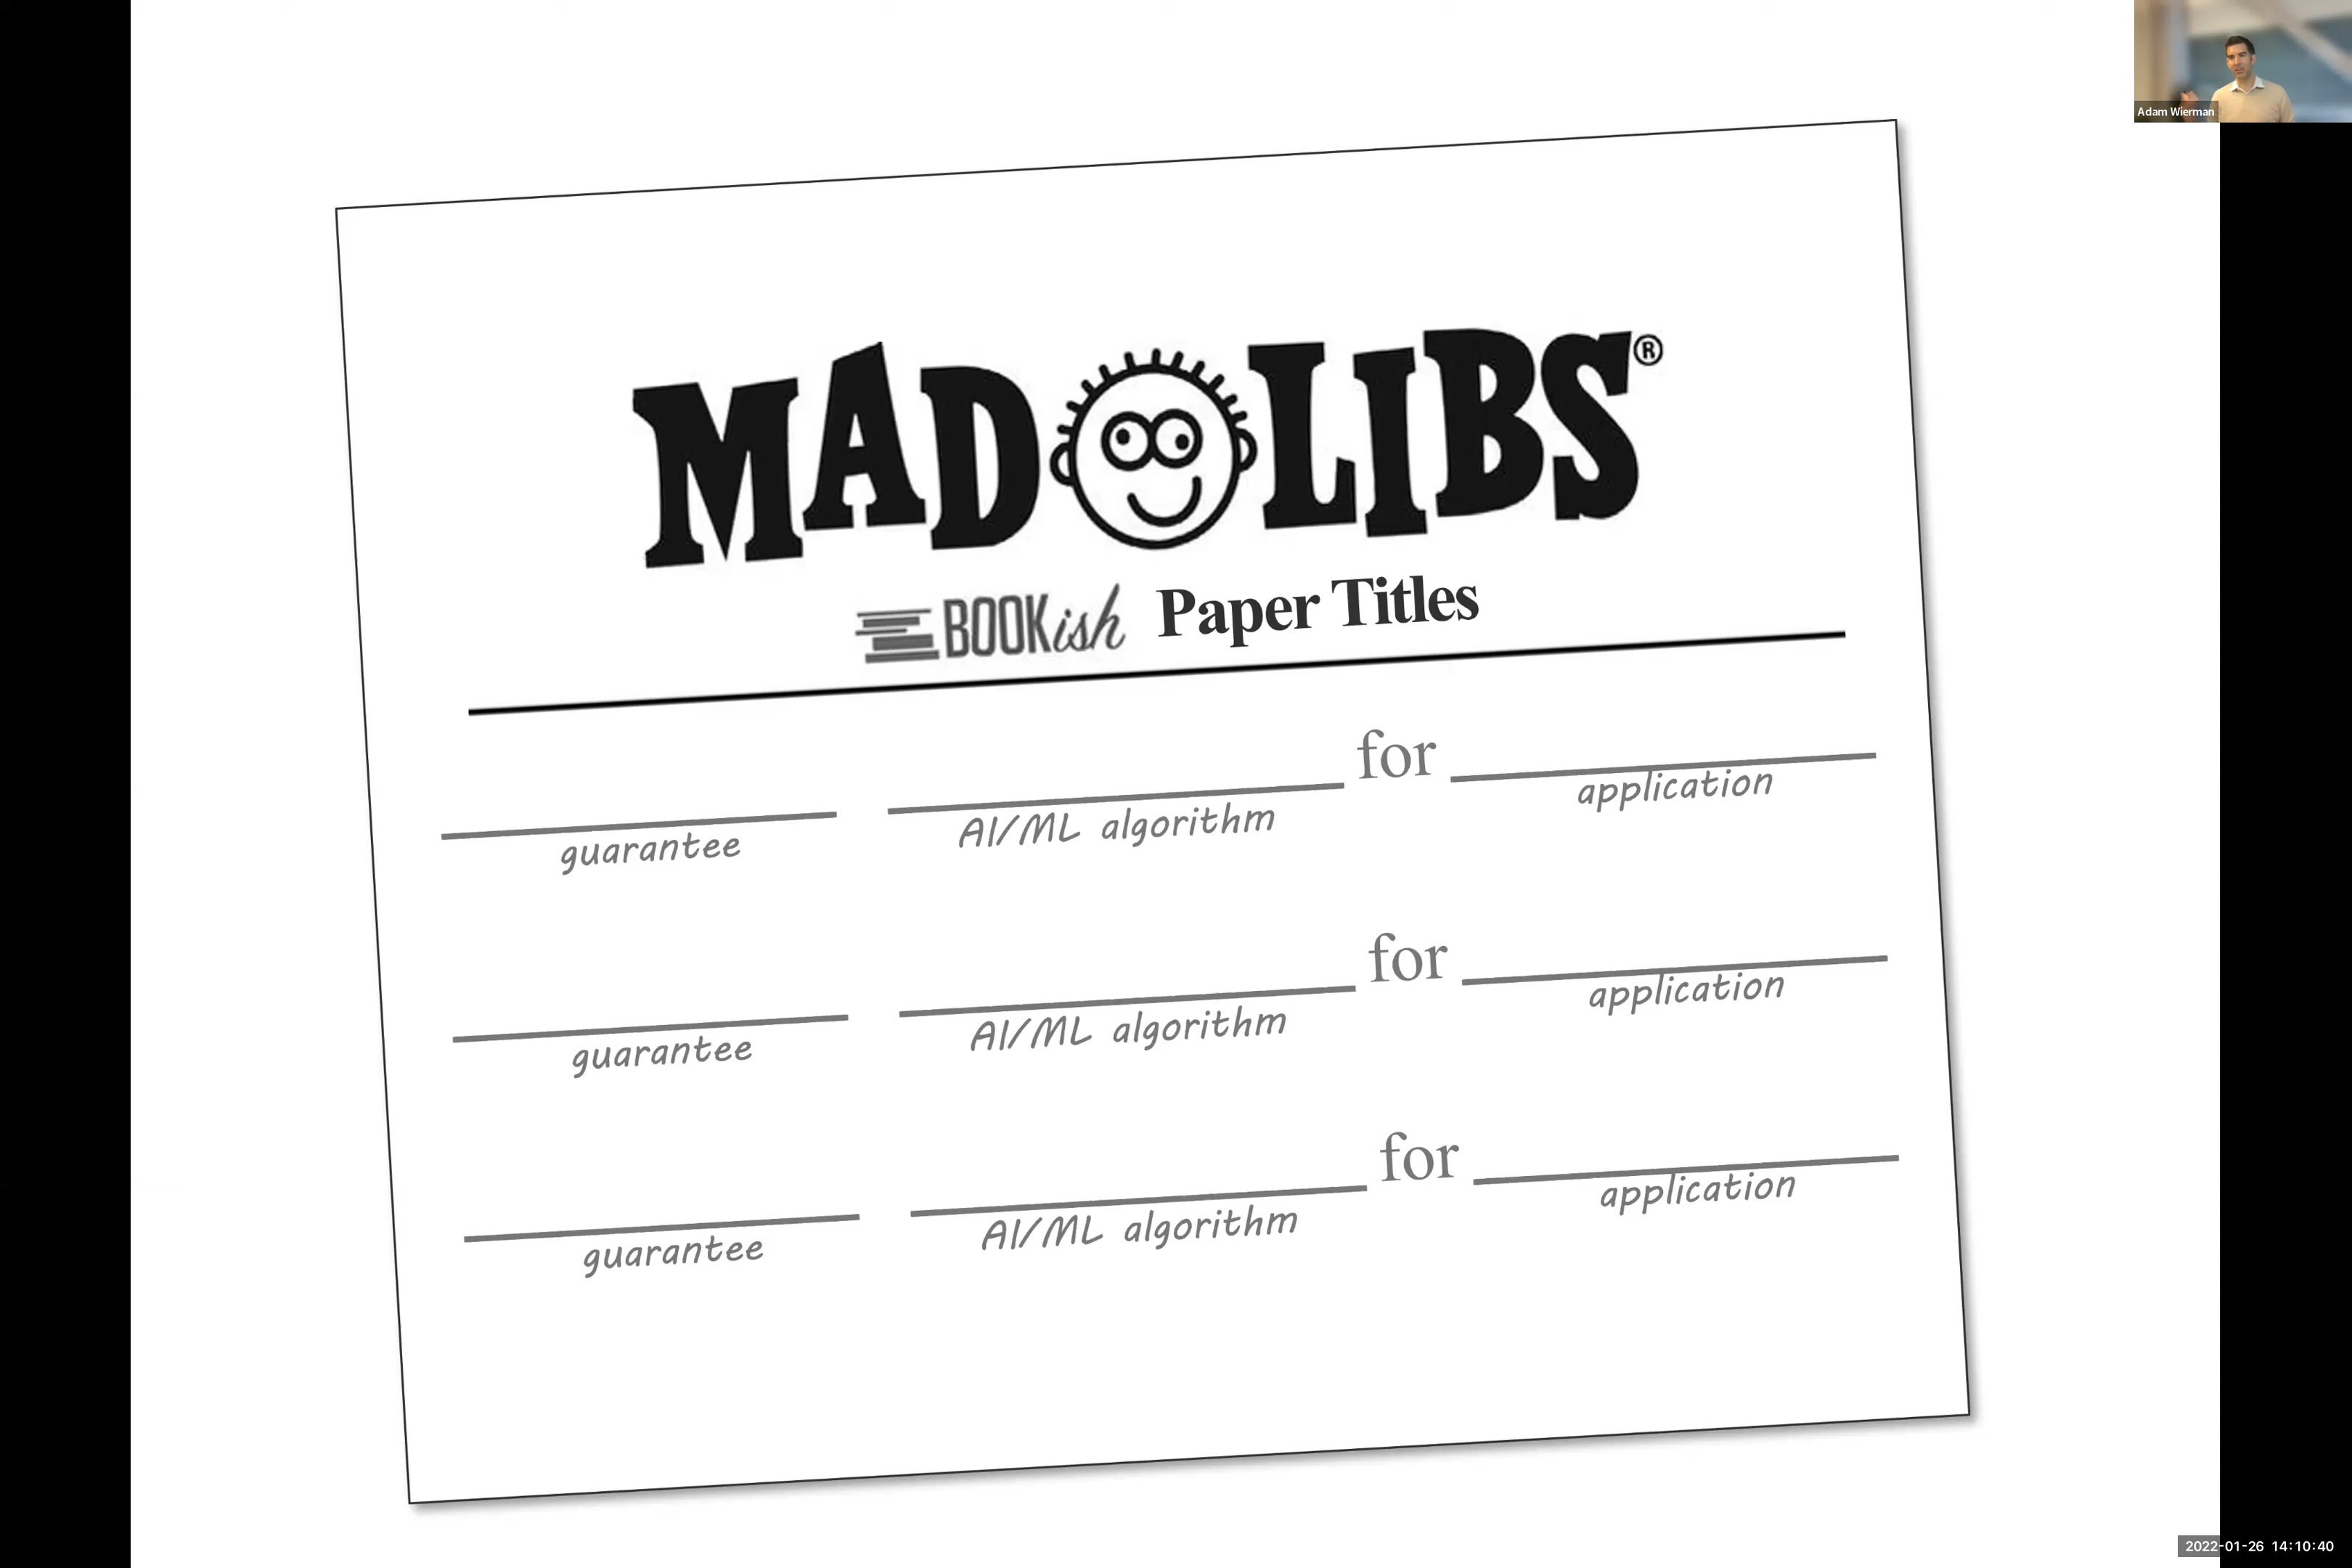 Adam Wierman
MAD LIBS®
BOOKish Paper Titles
for
guarantee AI/ML algorithm application
for
guarantee AI/ML algorithm application
for
guarantee AI/ML algorithm application
2022-01-26 14:10:40